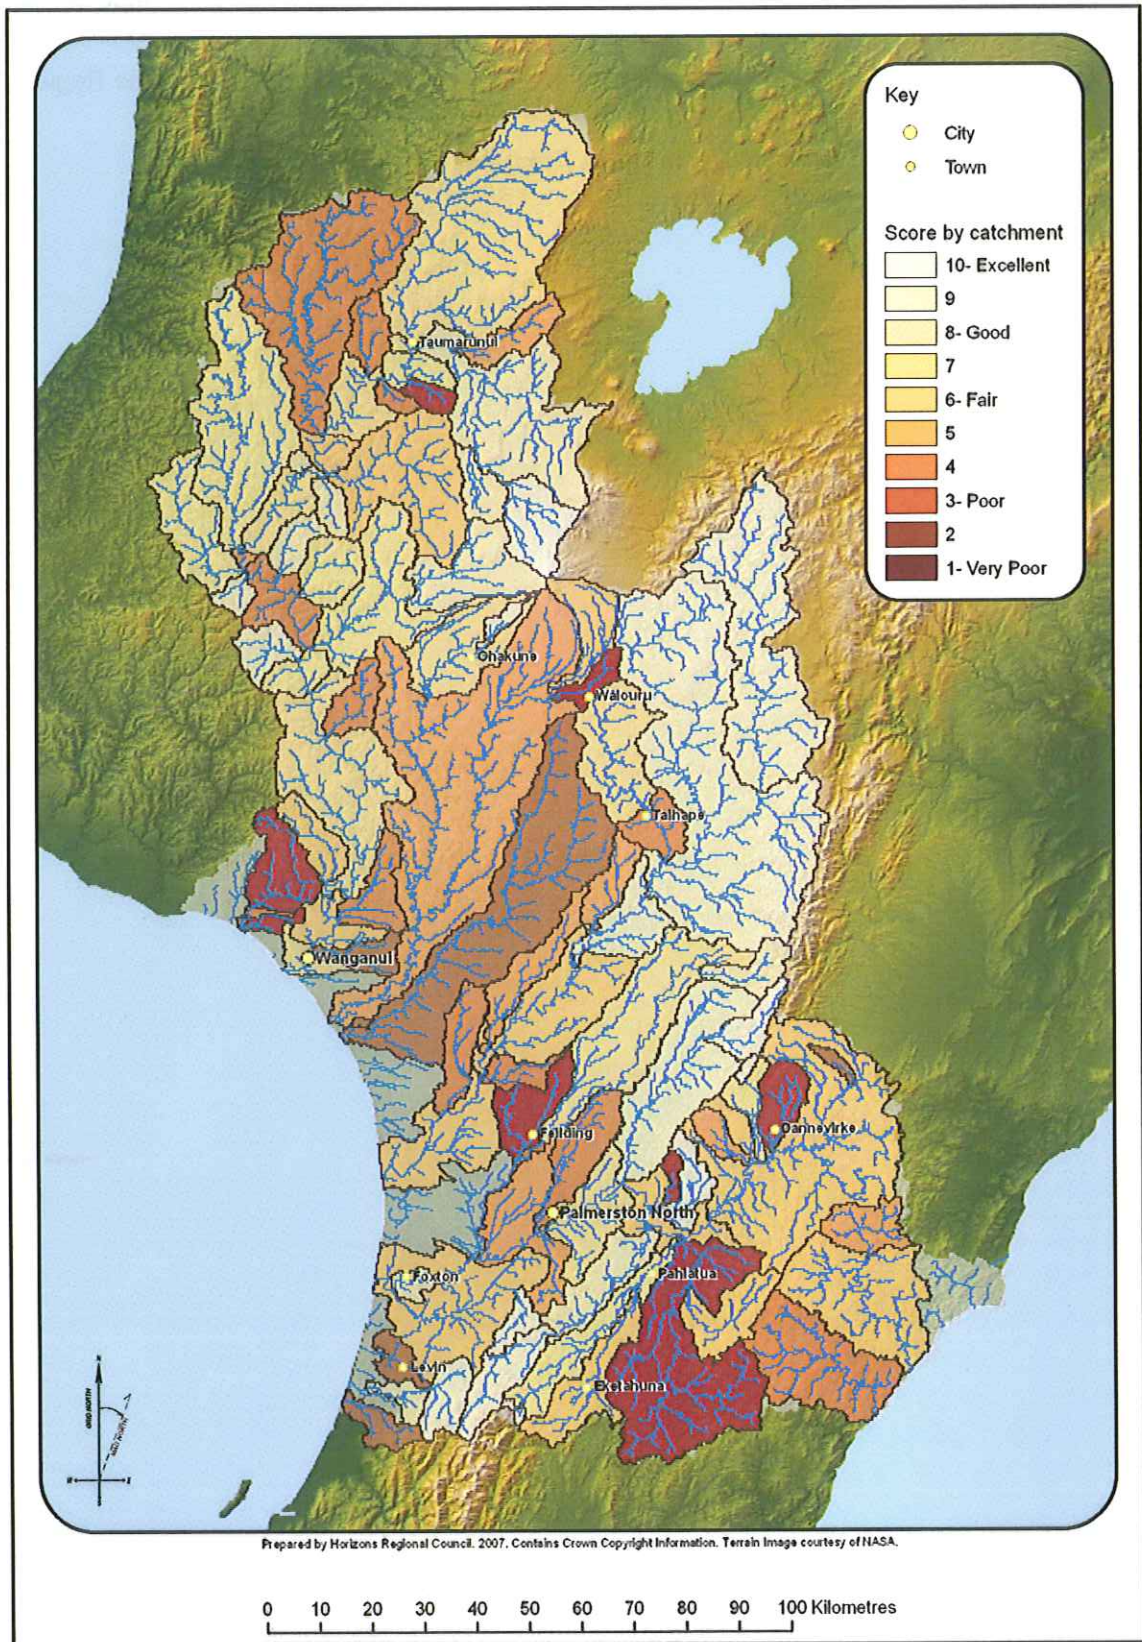 Key
City
Town
Score by catchment
10- Excellent
9
8- Good
7
6- Fair
5
4
3- Poor
2
1- Very Poor
Taumarunui
Ohakune
Waiouru
Taihape
Wanganui
Feilding
Dannevirke
Palmerston North
Pahiatua
Foxton
Levin
Eketahuna
N
GRID NORTH
W
E
Prepared by Horizons Regional Council. 2007. Contains Crown Copyright Information. Terrain Image courtesy of NASA.
0 10 20 30 40 50 60 70 80 90 100 Kilometres